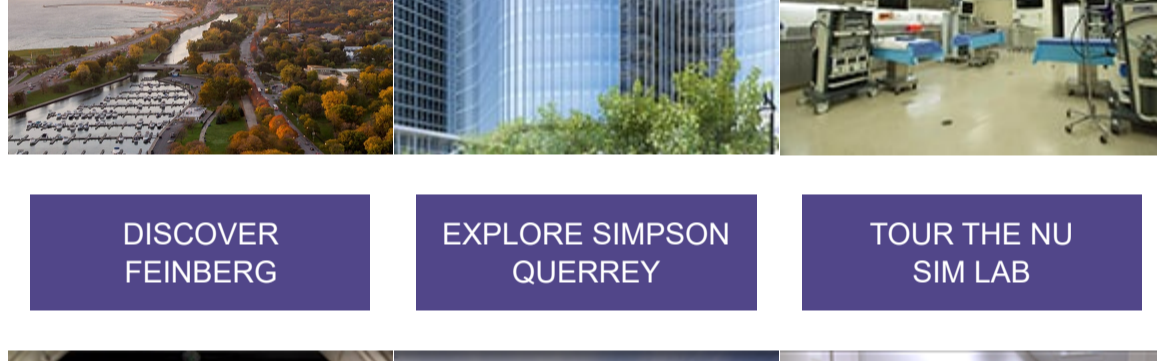 DISCOVER
FEINBERG
EXPLORE SIMPSON
QUERREY
TOUR THE NU
SIM LAB